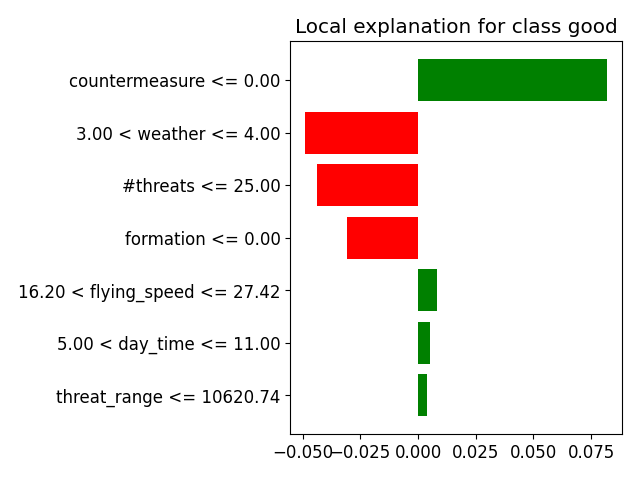 Local explanation for class good
countermeasure <= 0.00
3.00 < weather <= 4.00
#threats <= 25.00
formation <= 0.00
16.20 < flying_speed <= 27.42
5.00 < day_time <= 11.00
threat_range <= 10620.74
−0.050 −0.025 0.000 0.025 0.050 0.075